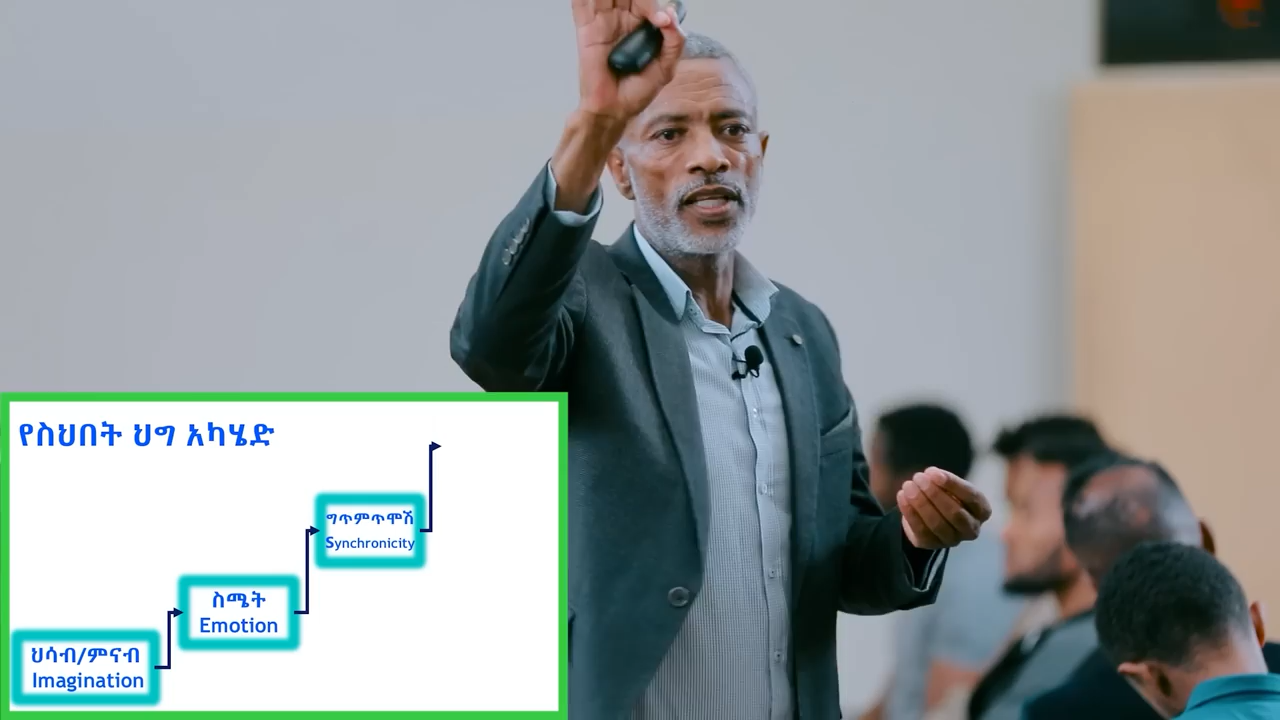 የስህበት ህግ አካሄድ
ግጥምጥሞሽ
Synchronicity
ስሜት
Emotion
ህሳብ/ምናብ
Imagination